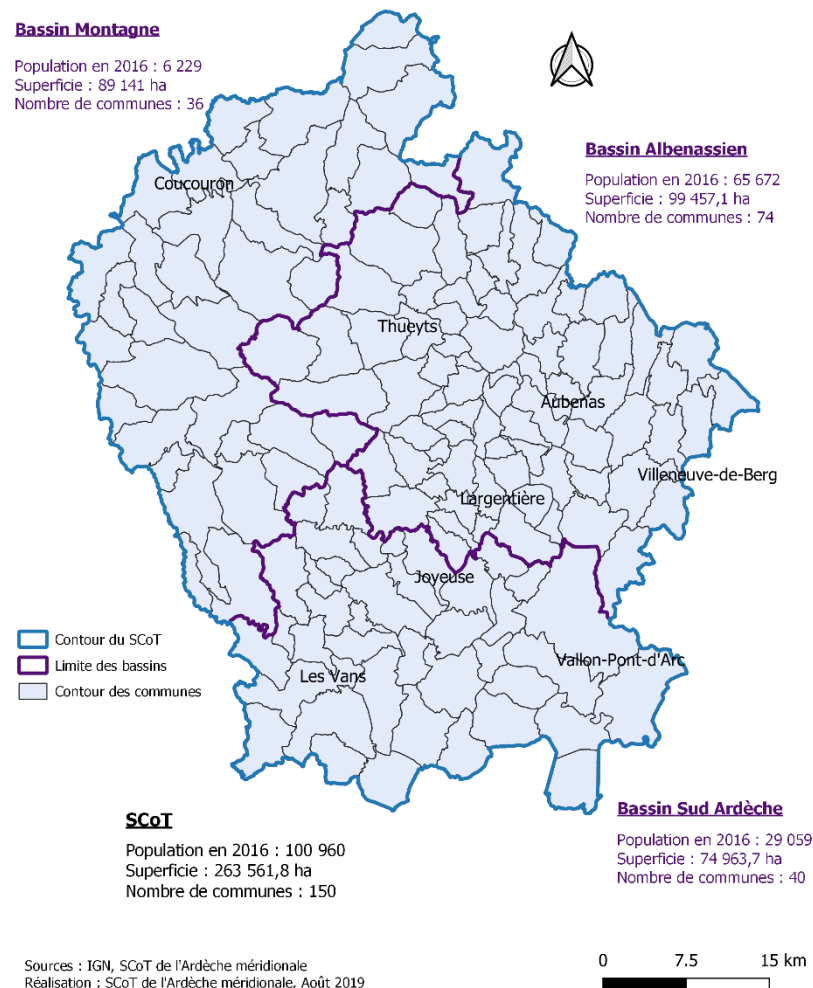 Bassin Montagne
Population en 2016 : 6 229
Superficie : 89 141 ha
Nombre de communes : 36
Bassin Albenassien
Population en 2016 : 65 672
Superficie : 99 457,1 ha
Nombre de communes : 74
Coucouron
Thueyts
Aubenas
Villeneuve-de-Berg
Largentière
Joyeuse
Vallon-Pont-d'Arc
Les Vans
Contour du SCoT
Limite des bassins
Contour des communes
SCoT
Population en 2016 : 100 960
Superficie : 263 561,8 ha
Nombre de communes : 150
Bassin Sud Ardèche
Population en 2016 : 29 059
Superficie : 74 963,7 ha
Nombre de communes : 40
Sources : IGN, SCoT de l'Ardèche méridionale
Réalisation : SCoT de l'Ardèche méridionale, Août 2019
0 7.5 15 km